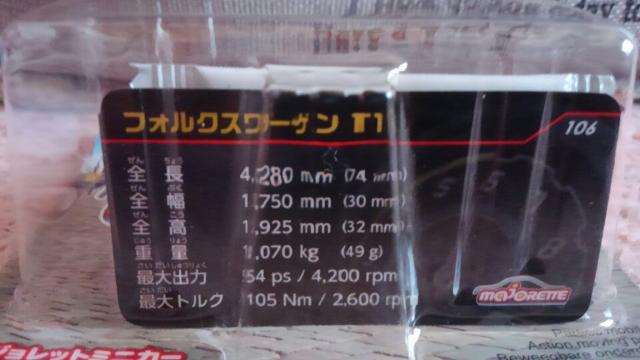 フォルクスワーゲン T1
106
全長 4,280 mm (74 mm)
全幅 1,750 mm (30 mm)
全高 1,925 mm (32 mm)
重量 1,070 kg (49 g)
最大出力 54 ps / 4,200 rpm
最大トルク 105 Nm / 2,600 rpm
majorette
ジョレットミニカー
Action moving